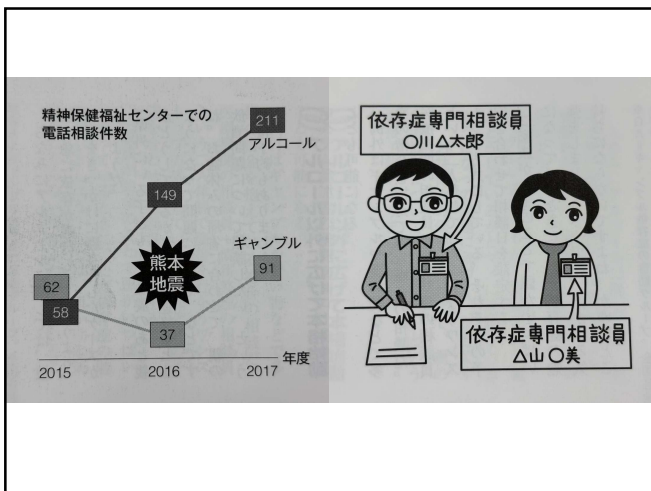 精神保健福祉センターでの
電話相談件数
211
アルコール
149
熊本
地震
ギャンブル
91
62
58
37
年度
2015 2016 2017
依存症専門相談員
〇川△太郎
依存症専門相談員
△山〇美